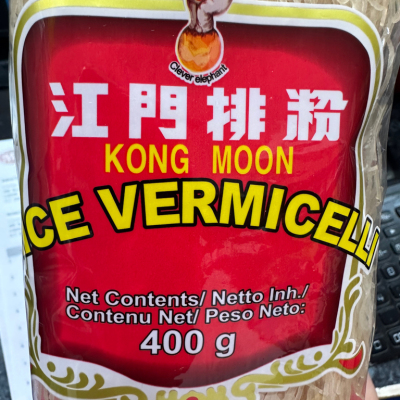 Clever elephant
江門排粉
KONG MOON
ICE VERMICELLI
Net Contents/ Netto Inh./
Contenu Net/ Peso Neto:
400 g